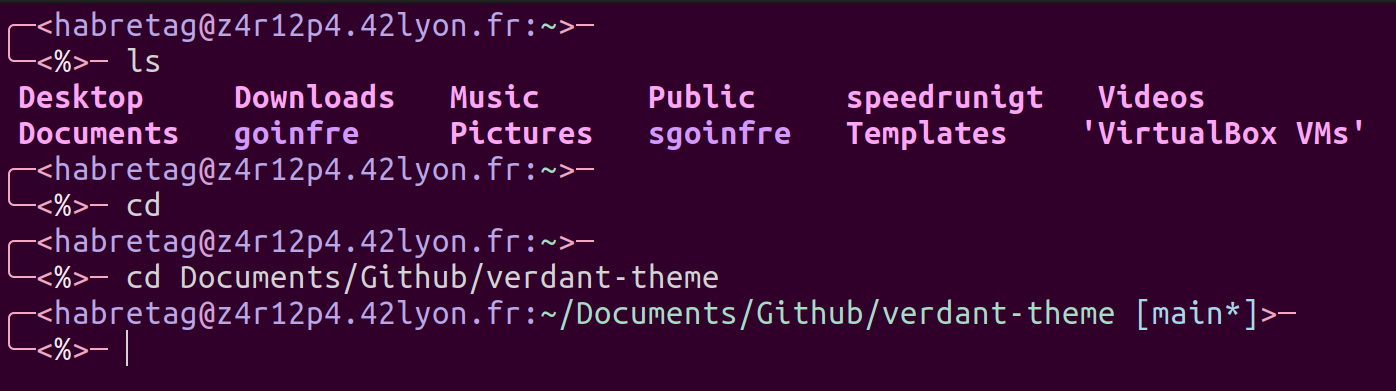 ╭─<habretag@z4r12p4.42lyon.fr:~>─
╰─<%>─ ls
Desktop Downloads Music Public speedrunigt Videos
Documents goinfre Pictures sgoinfre Templates 'VirtualBox VMs'
╭─<habretag@z4r12p4.42lyon.fr:~>─
╰─<%>─ cd
╭─<habretag@z4r12p4.42lyon.fr:~>─
╰─<%>─ cd Documents/Github/verdant-theme
╭─<habretag@z4r12p4.42lyon.fr:~/Documents/Github/verdant-theme [main*]>─
╰─<%>─